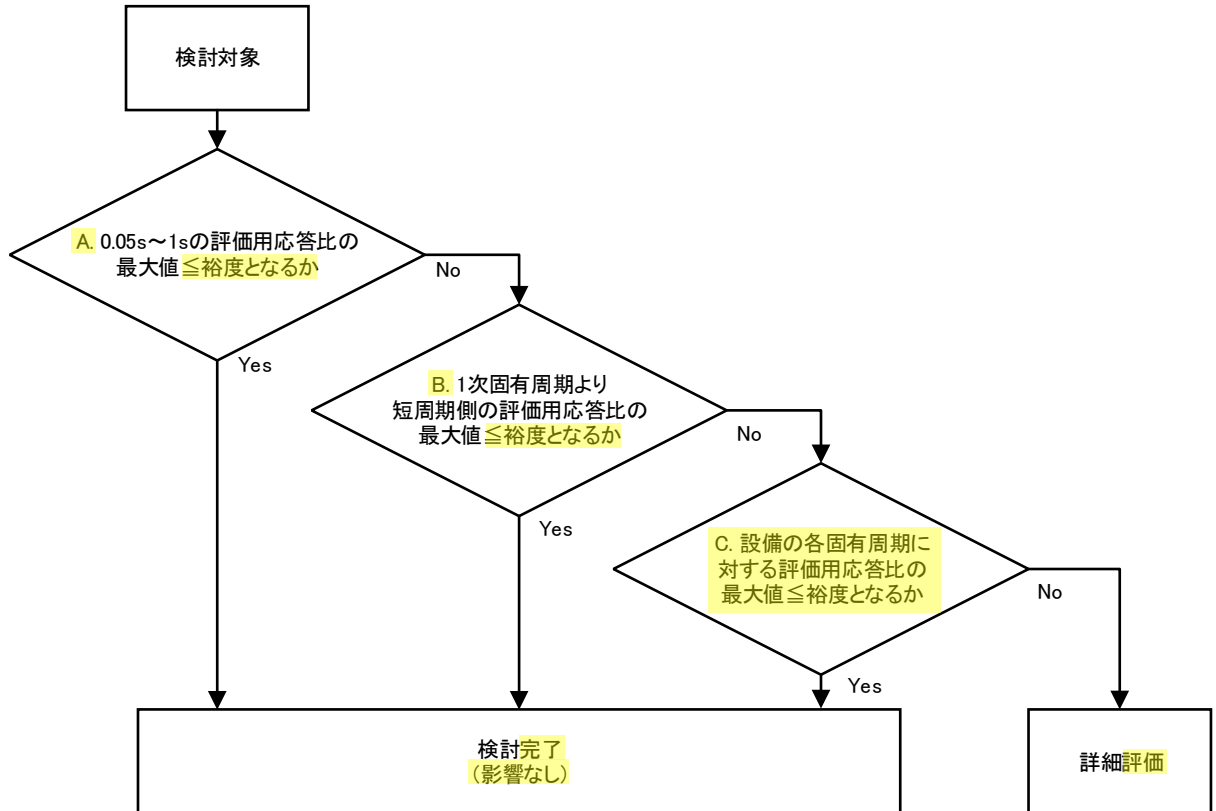 検討対象
A. 0.05s～1sの評価用応答比の
最大値≦裕度となるか
No
Yes
B. 1次固有周期より
短周期側の評価用応答比の
最大値≦裕度となるか
No
Yes
C. 設備の各固有周期に
対する評価用応答比の
最大値≦裕度となるか
No
Yes
検討完了
（影響なし）
詳細評価